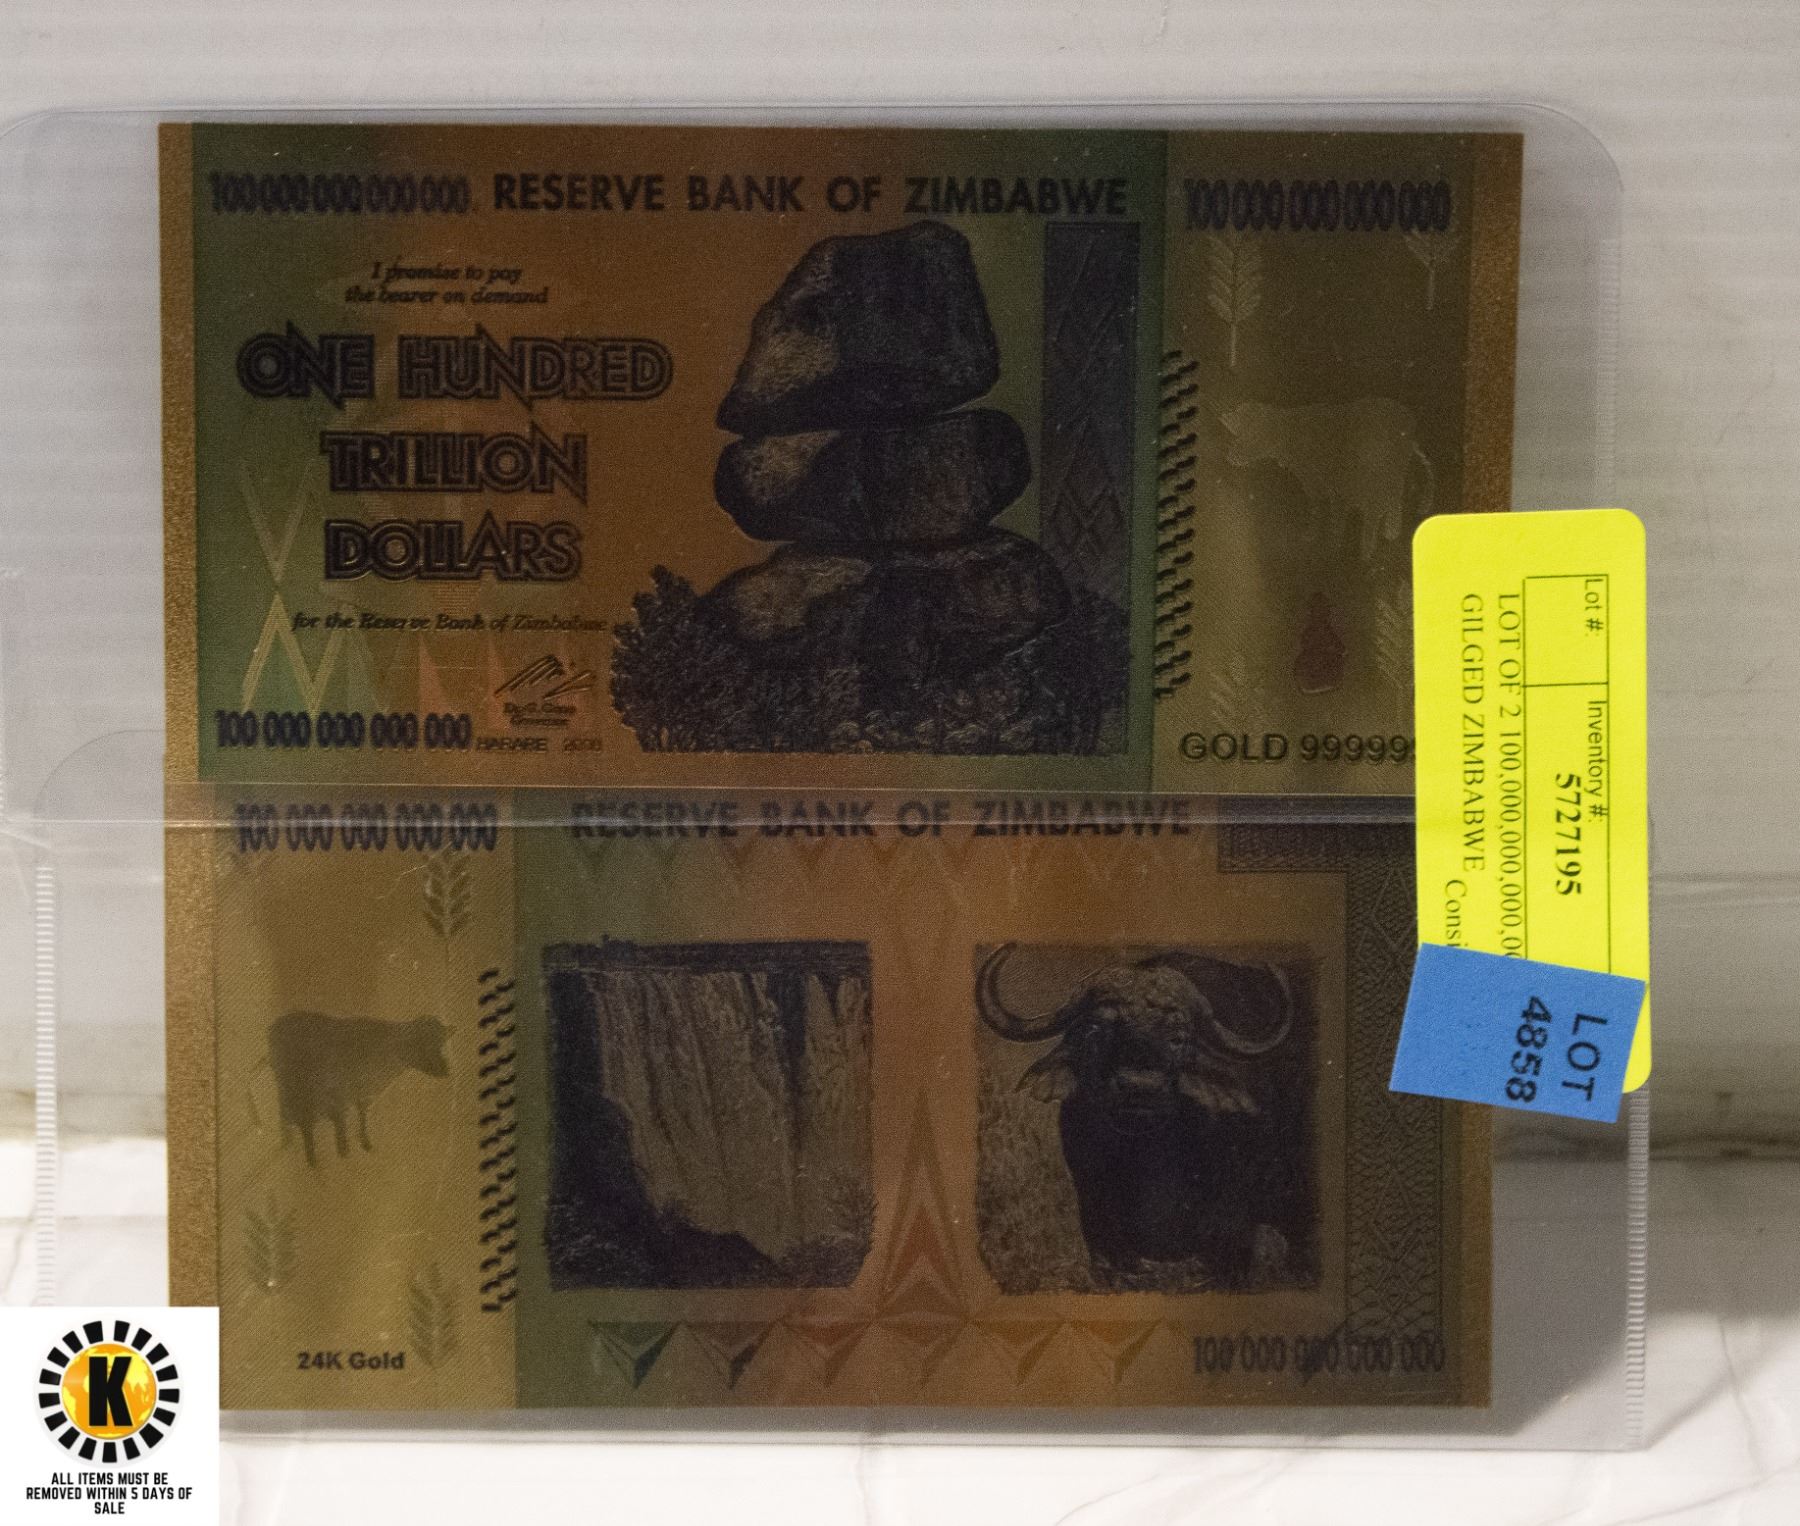 100 000 000 000 000 RESERVE BANK OF ZIMBABWE 100 000 000 000 000
I promise to pay
the bearer on demand
ONE HUNDRED
TRILLION
DOLLARS
for the Reserve Bank of Zimbabwe
Dr. G. Gono
Governor
100 000 000 000 000 HARARE 2008
GOLD 99999
100 000 000 000 000 RESERVE BANK OF ZIMBABWE
24K Gold
100 000 000 000 000
Lot #: Inventory #:
5727195
LOT OF 2 100,000,000,000,0
GILGED ZIMBABWE Consi
LOT
4858
K
ALL ITEMS MUST BE
REMOVED WITHIN 5 DAYS OF
SALE